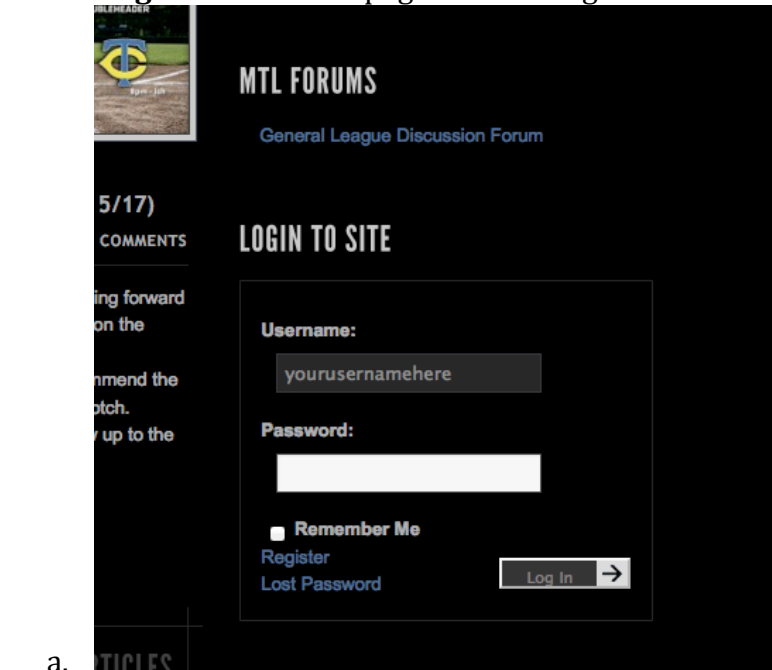 MTL FORUMS
General League Discussion Forum
5/17)
COMMENTS
ing forward
on the
nmend the
otch.
up to the
LOGIN TO SITE
Username:
yourusernamehere
Password:
Remember Me
Register
Lost Password
Log In
a.